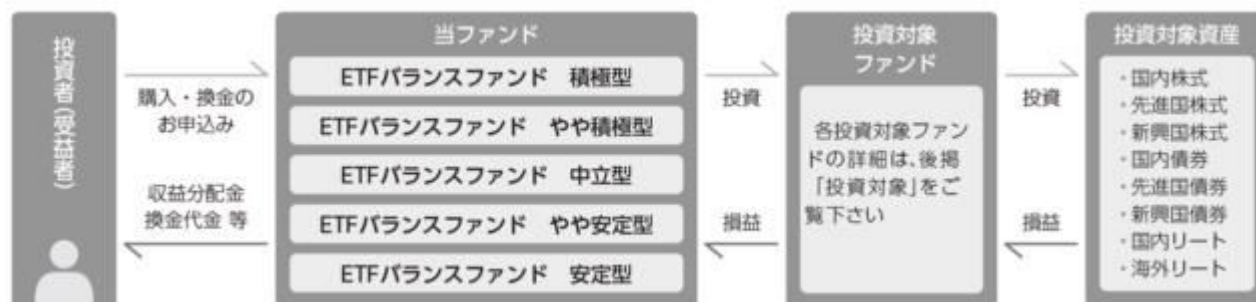 投資者(受益者)
購入・換金の
お申込み
収益分配金
換金代金 等
当ファンド
ETFバランスファンド 積極型
ETFバランスファンド やや積極型
ETFバランスファンド 中立型
ETFバランスファンド やや安定型
ETFバランスファンド 安定型
投資
損益
投資対象
ファンド
各投資対象ファン
ドの詳細は、後掲
「投資対象」をご
覧下さい
投資
損益
投資対象資産
・国内株式
・先進国株式
・新興国株式
・国内債券
・先進国債券
・新興国債券
・国内リート
・海外リート